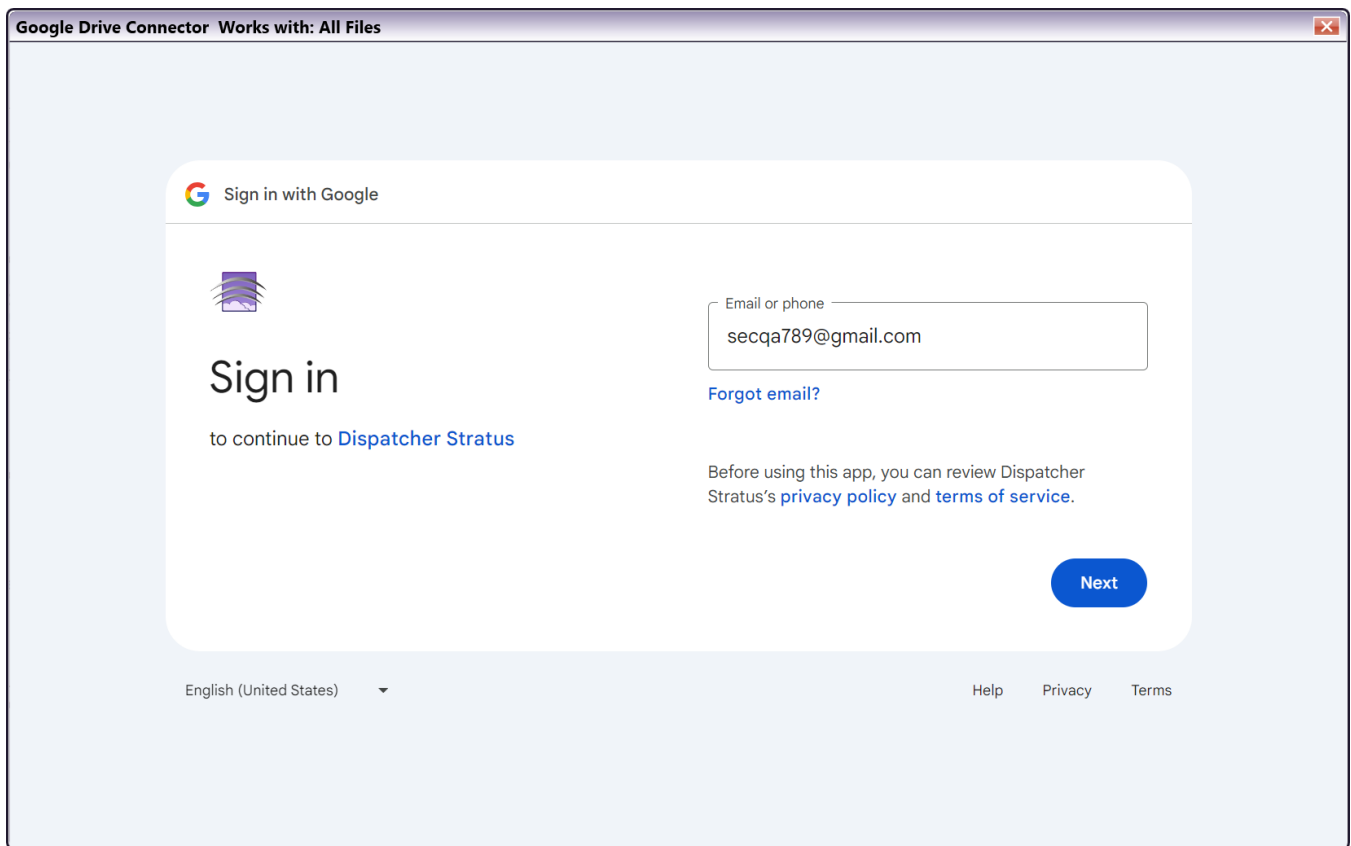 Google Drive Connector  Works with: All Files
Sign in with Google
Sign in
to continue to Dispatcher Stratus
Email or phone
secqa789@gmail.com
Forgot email?
Before using this app, you can review Dispatcher
Stratus’s privacy policy and terms of service.
Next
English (United States)
Help Privacy Terms